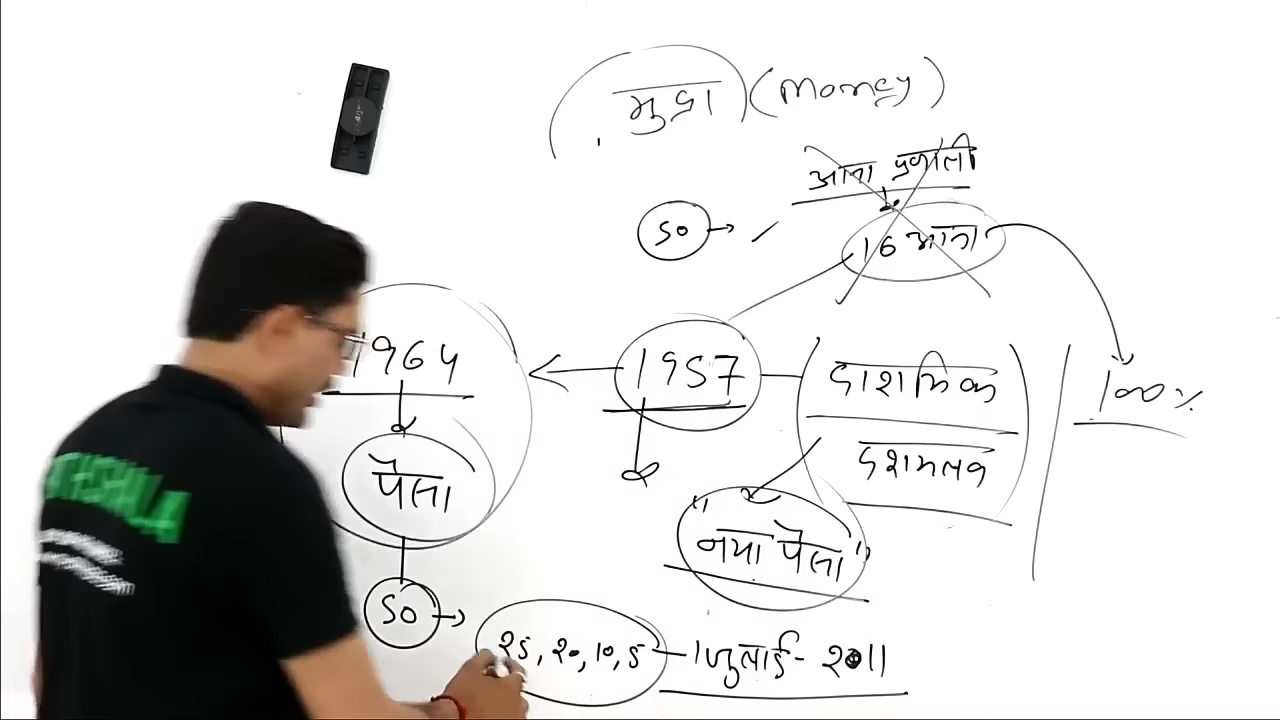 मुद्रा (Money)
आना प्रणाली
50
16 आना
1964
1957
दाशमिक
100%
दशमलव
पैसा
"नया पैसा"
50
25, 20, 10, 5 - 1 जुलाई - 2011
THSHALA